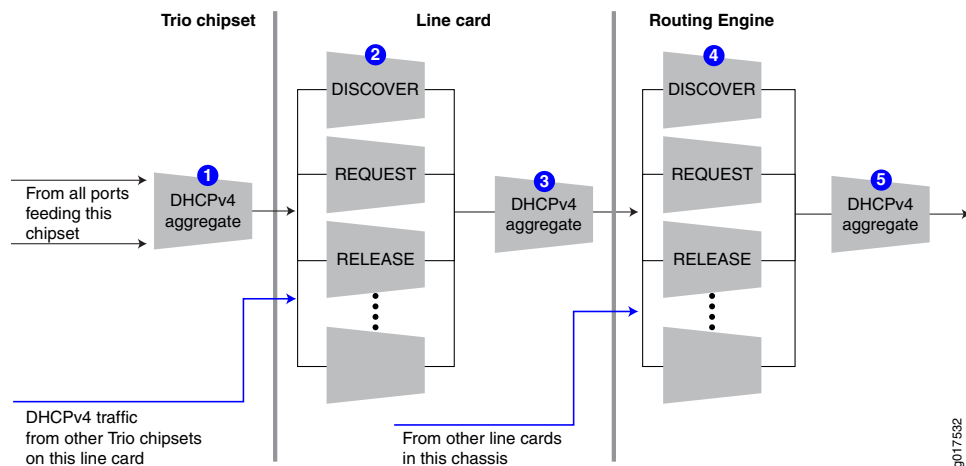 Trio chipset
Line card
Routing Engine
2
DISCOVER
4
DISCOVER
REQUEST
REQUEST
1
DHCPv4
aggregate
From all ports
feeding this
chipset
3
DHCPv4
aggregate
5
DHCPv4
aggregate
RELEASE
RELEASE
DHCPv4 traffic
from other Trio chipsets
on this line card
From other line cards
in this chassis
g017532